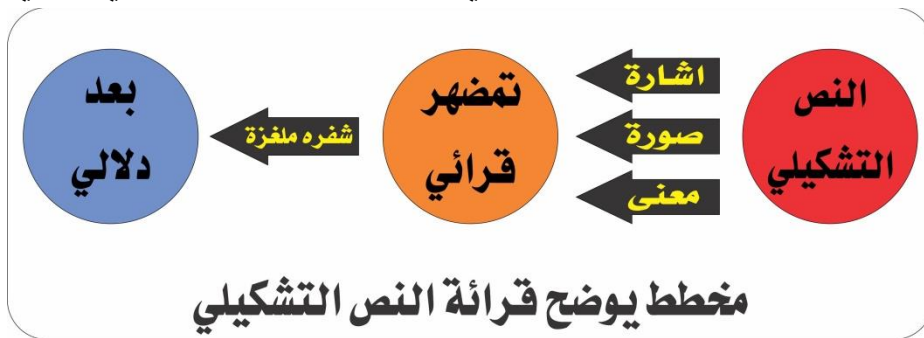 النص
التشكيلي
اشارة
صورة
معنى
تمضهر
قرائي
شفره ملغزة
بعد
دلالي
مخطط يوضح قرائة النص التشكيلي